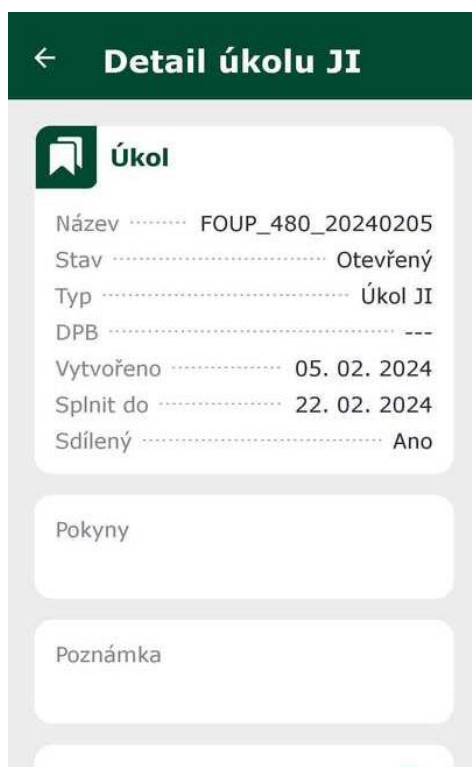 Detail úkolu JI
Úkol
Název FOUP_480_20240205
Stav Otevřený
Typ Úkol JI
DPB ---
Vytvořeno 05. 02. 2024
Splnit do 22. 02. 2024
Sdílený Ano
Pokyny
Poznámka